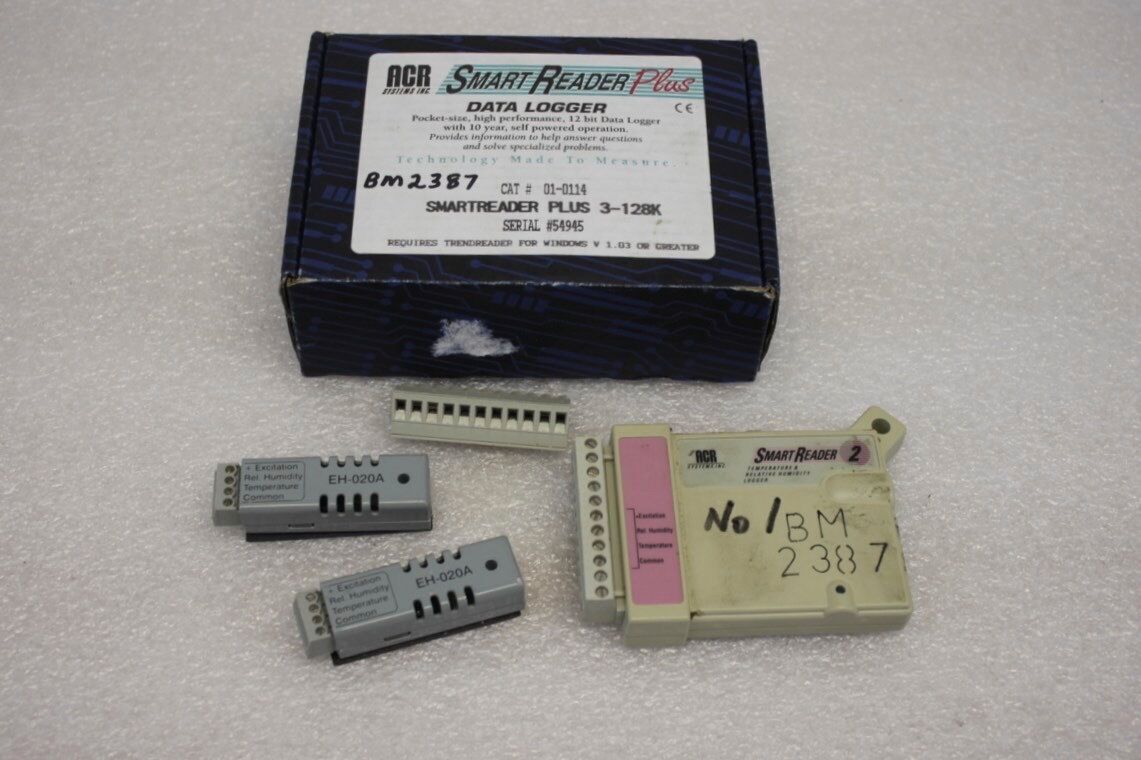 ACR SMART READER Plus
SYSTEMS INC.
DATA LOGGER
CE
Pocket-size, high performance, 12 bit Data Logger
with 10 year, self powered operation.
Provides information to help answer questions
and solve specialized problems.
Technology Made To Measure.
BM2387
CAT # 01-0114
SMARTREADER PLUS 3-128K
SERIAL #54945
REQUIRES TRENDREADER FOR WINDOWS V 1.03 OR GREATER
+ Excitation
Rel. Humidity
Temperature
Common
EH-020A
+ Excitation
Rel. Humidity
Temperature
Common
EH-020A
ACR
SYSTEMS INC.
SMART READER 2
TEMPERATURE &
RELATIVE HUMIDITY
LOGGER
+Excitation
Rel. Humidity
Temperature
Common
No 1
BM
2387